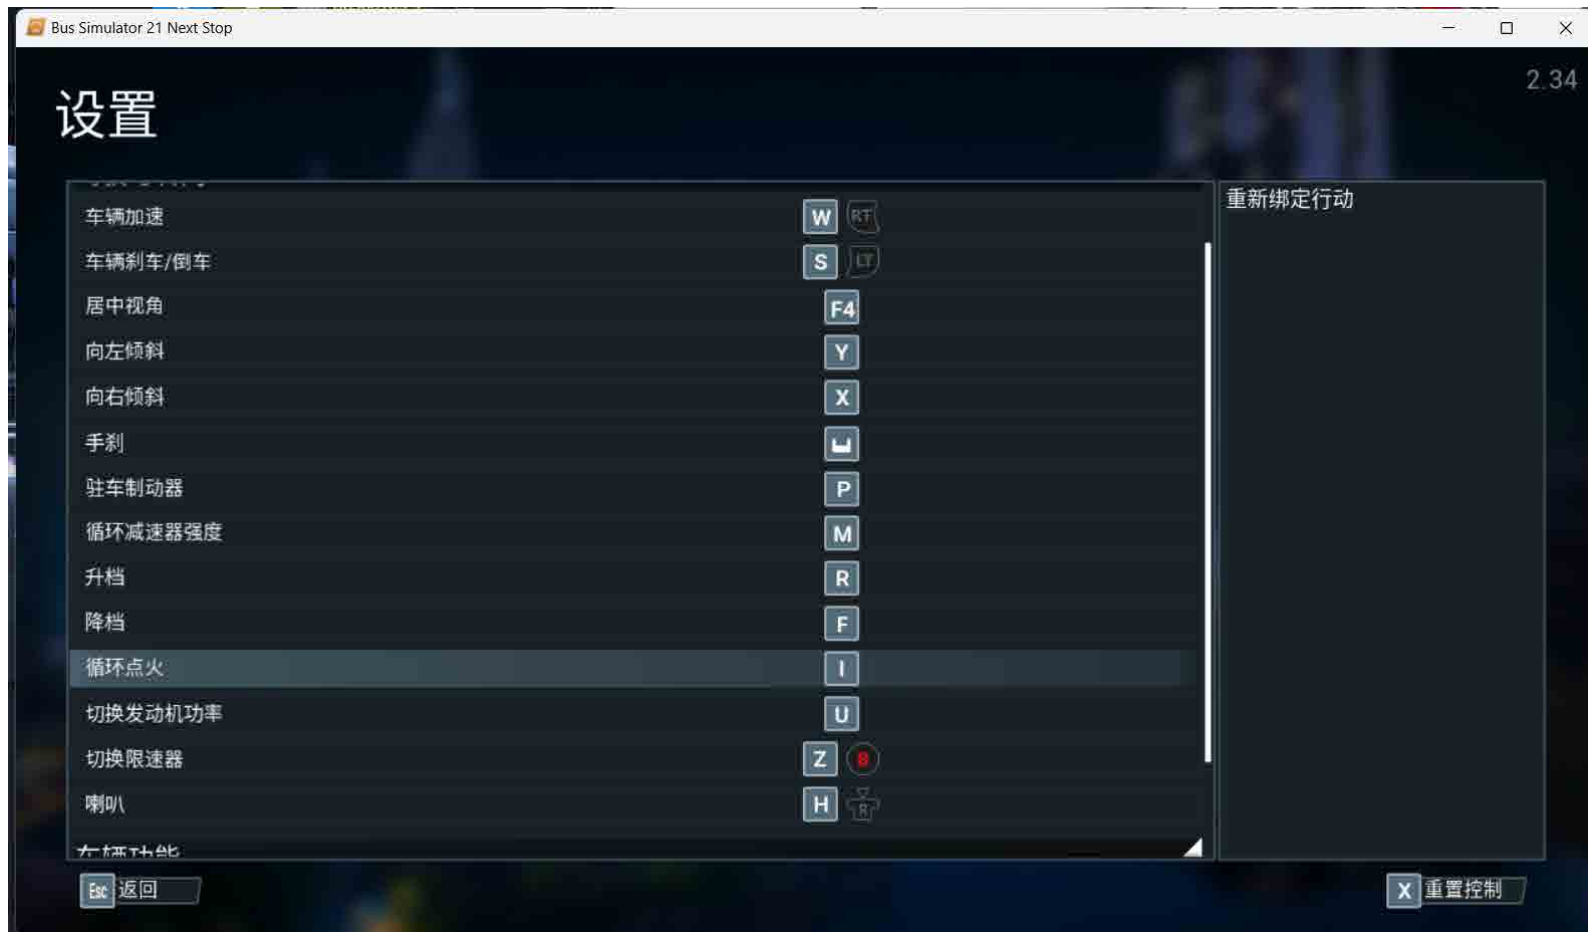 Bus Simulator 21 Next Stop
2.34
设置
重新绑定行动
车辆加速 W RT
车辆刹车/倒车 S LT
居中视角 F4
向左倾斜 Y
向右倾斜 X
手刹
驻车制动器 P
循环减速器强度 M
升档 R
降档 F
循环点火 I
切换发动机功率 U
切换限速器 Z B
喇叭 H R
车辆功能
Esc 返回
X 重置控制